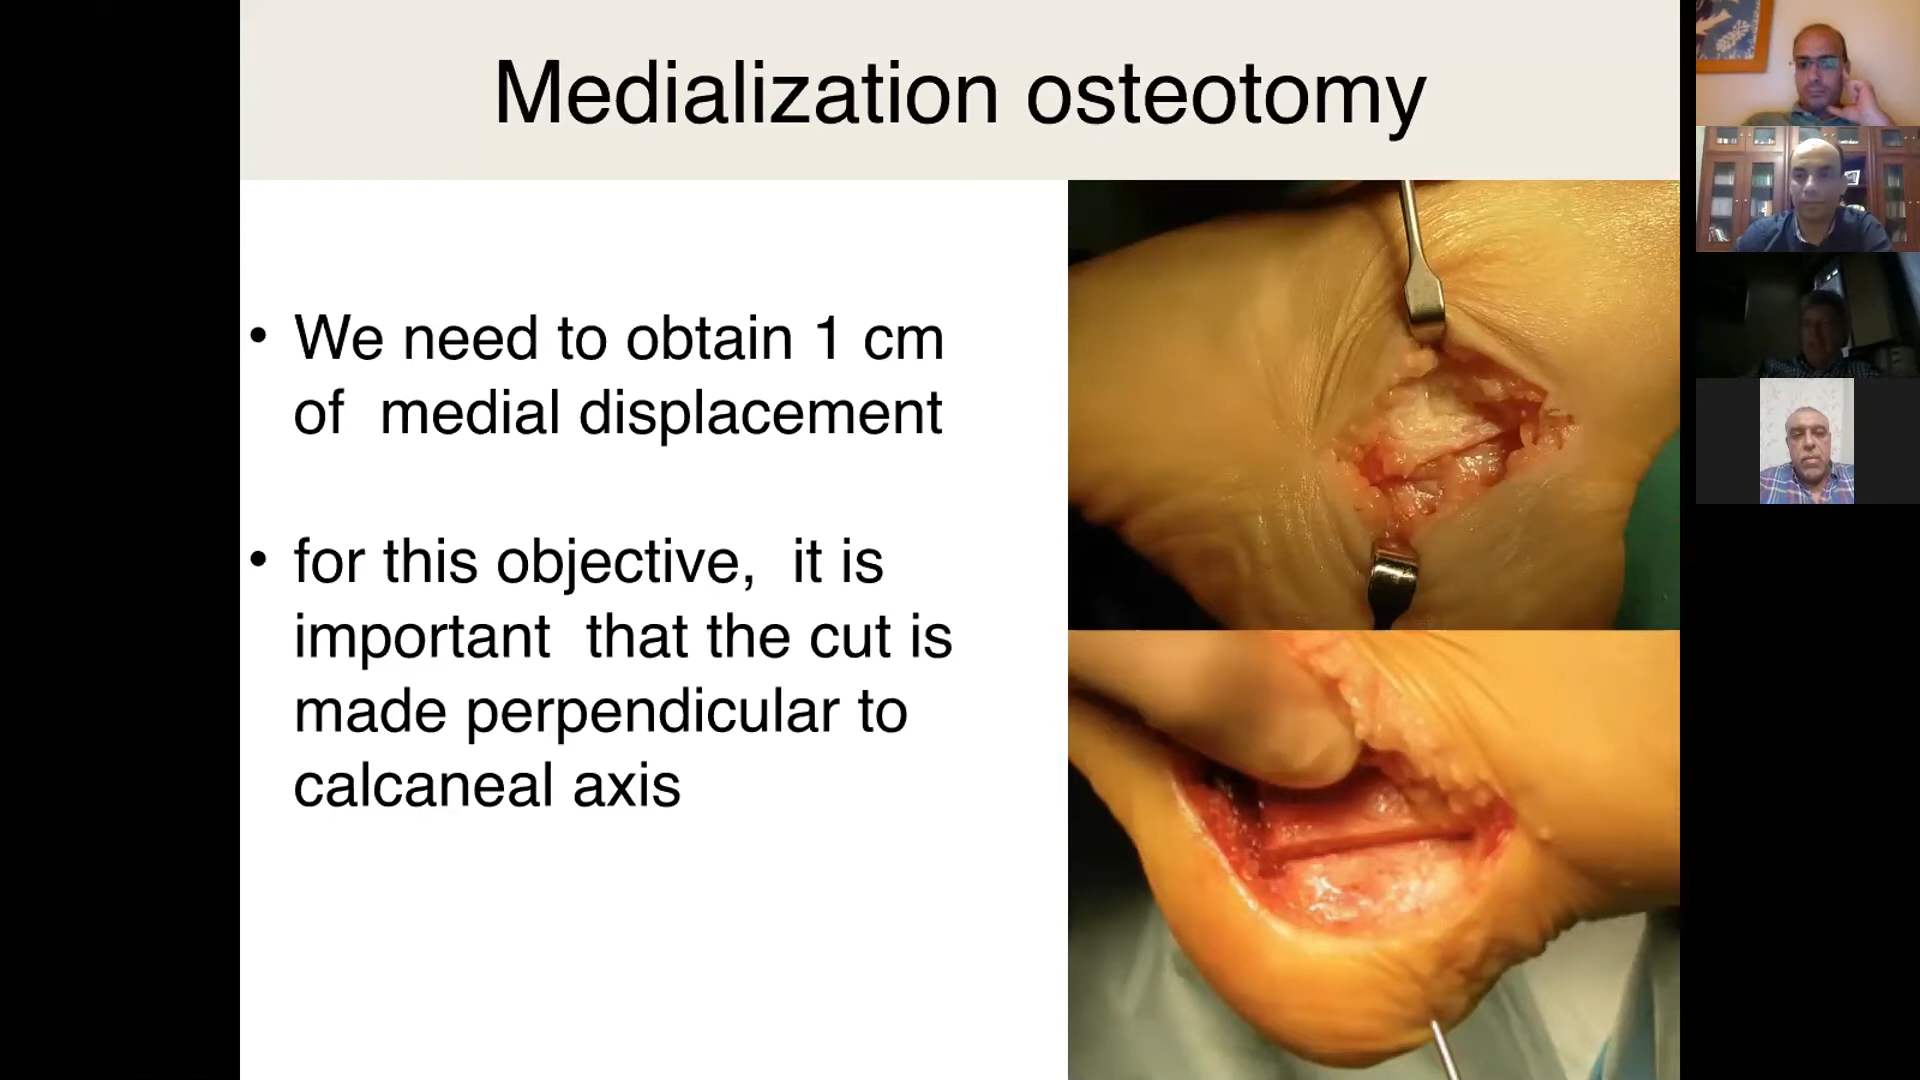 Medialization osteotomy
• We need to obtain 1 cm
of medial displacement
• for this objective, it is
important that the cut is
made perpendicular to
calcaneal axis